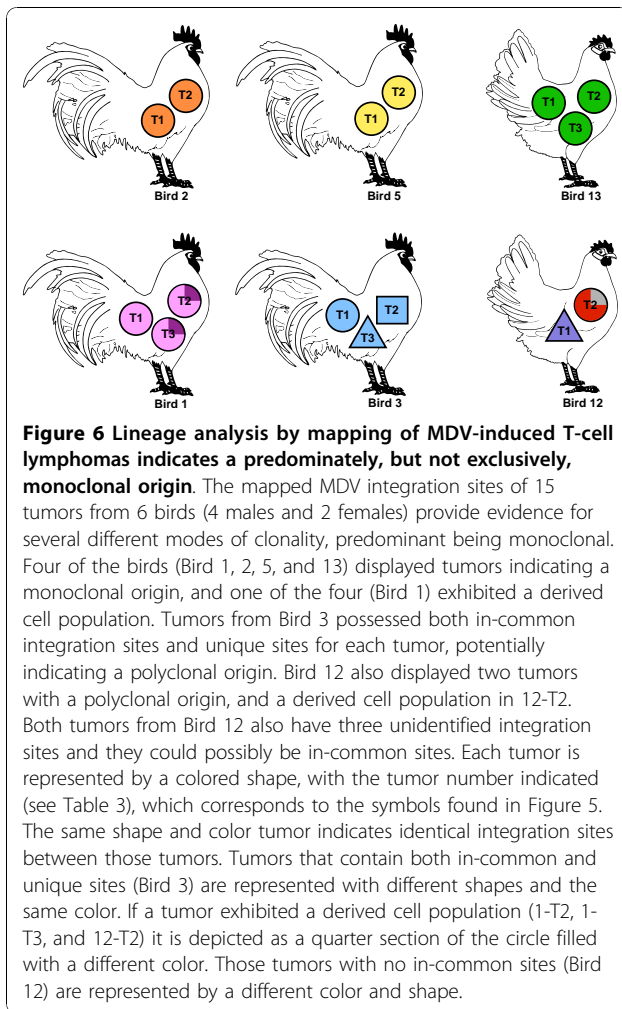 T2
T1
Bird 2
T2
T1
Bird 5
T1
T2
T3
Bird 13
T2
T1
T3
Bird 1
T1
T2
T3
Bird 3
T2
T1
Bird 12
Figure 6 Lineage analysis by mapping of MDV-induced T-cell
lymphomas indicates a predominately, but not exclusively,
monoclonal origin. The mapped MDV integration sites of 15
tumors from 6 birds (4 males and 2 females) provide evidence for
several different modes of clonality, predominant being monoclonal.
Four of the birds (Bird 1, 2, 5, and 13) displayed tumors indicating a
monoclonal origin, and one of the four (Bird 1) exhibited a derived
cell population. Tumors from Bird 3 possessed both in-common
integration sites and unique sites for each tumor, potentially
indicating a polyclonal origin. Bird 12 also displayed two tumors
with a polyclonal origin, and a derived cell population in 12-T2.
Both tumors from Bird 12 also have three unidentified integration
sites and they could possibly be in-common sites. Each tumor is
represented by a colored shape, with the tumor number indicated
(see Table 3), which corresponds to the symbols found in Figure 5.
The same shape and color tumor indicates identical integration sites
between those tumors. Tumors that contain both in-common and
unique sites (Bird 3) are represented with different shapes and the
same color. If a tumor exhibited a derived cell population (1-T2, 1-
T3, and 12-T2) it is depicted as a quarter section of the circle filled
with a different color. Those tumors with no in-common sites (Bird
12) are represented by a different color and shape.